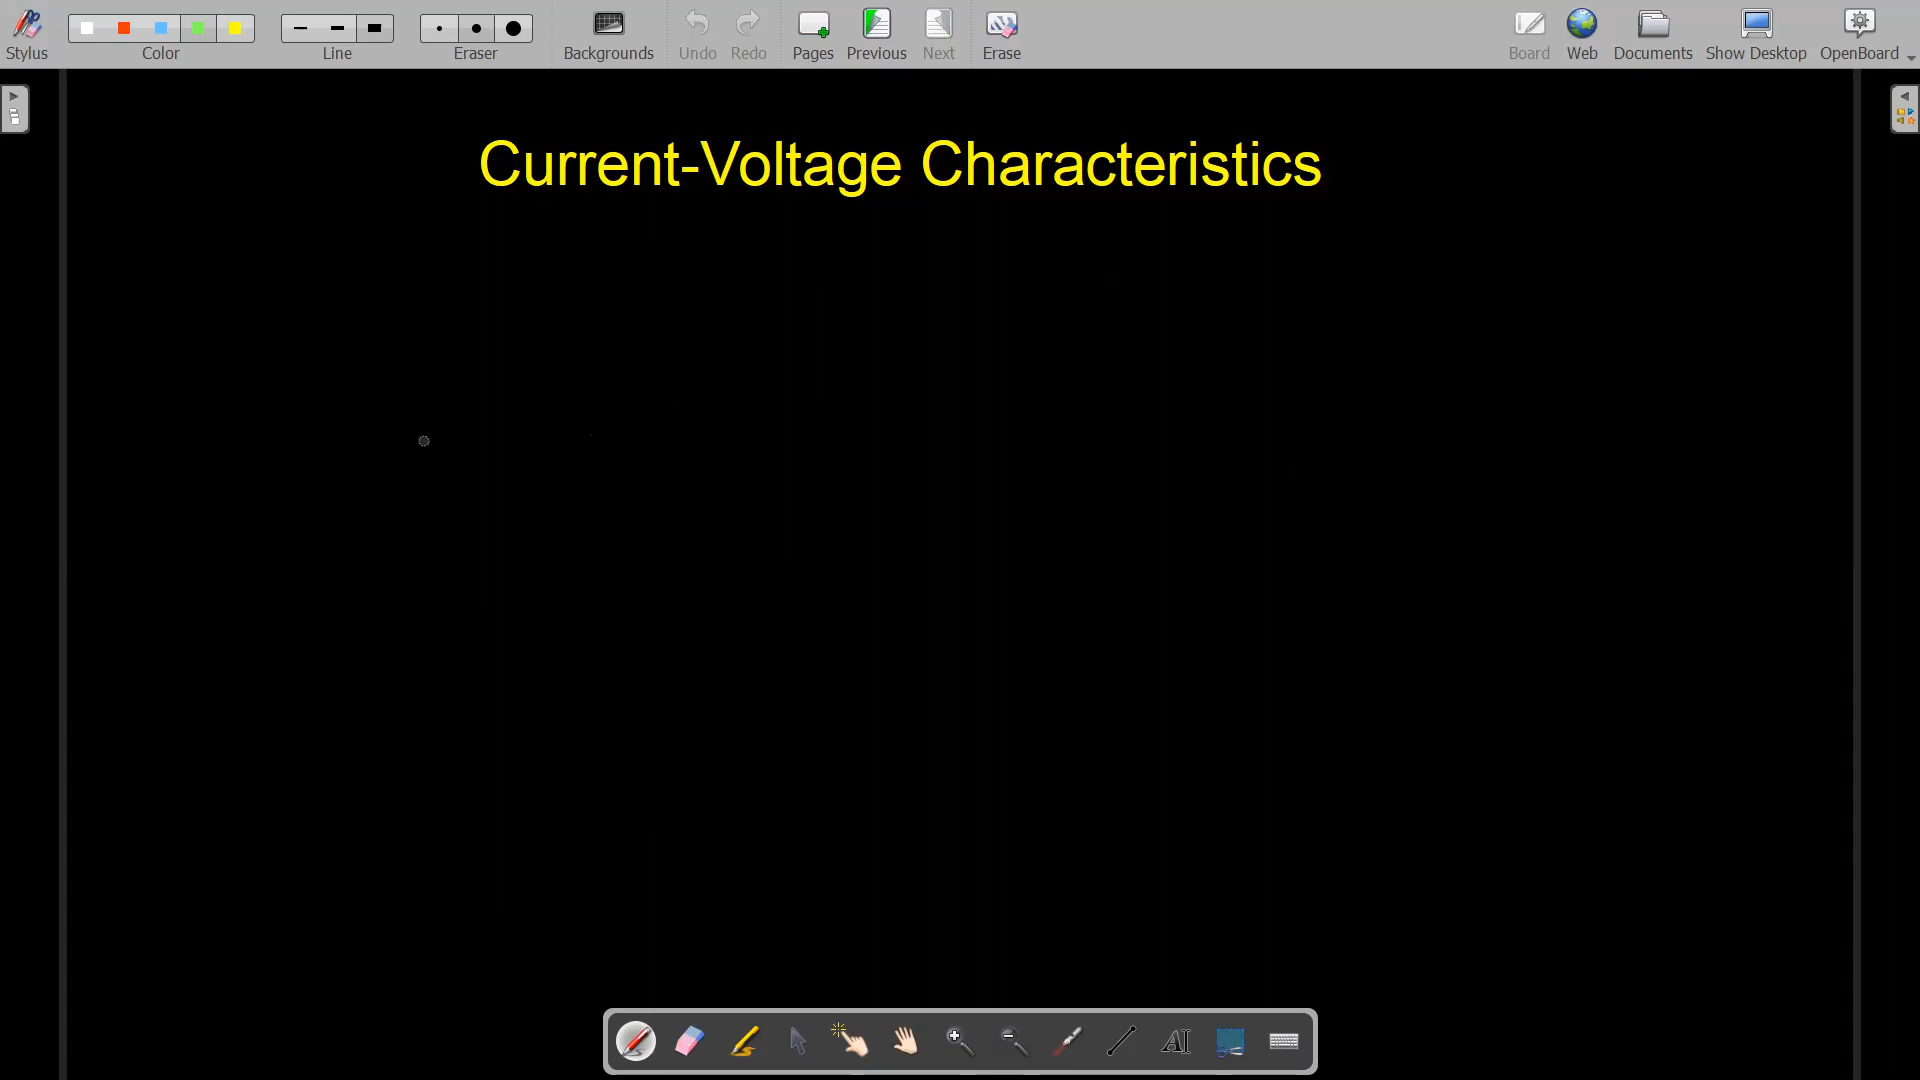 Stylus
Color
Line
Eraser
Backgrounds
Undo
Redo
Pages
Previous
Next
Erase
Board
Web
Documents
Show Desktop
OpenBoard
Current-Voltage Characteristics
AI